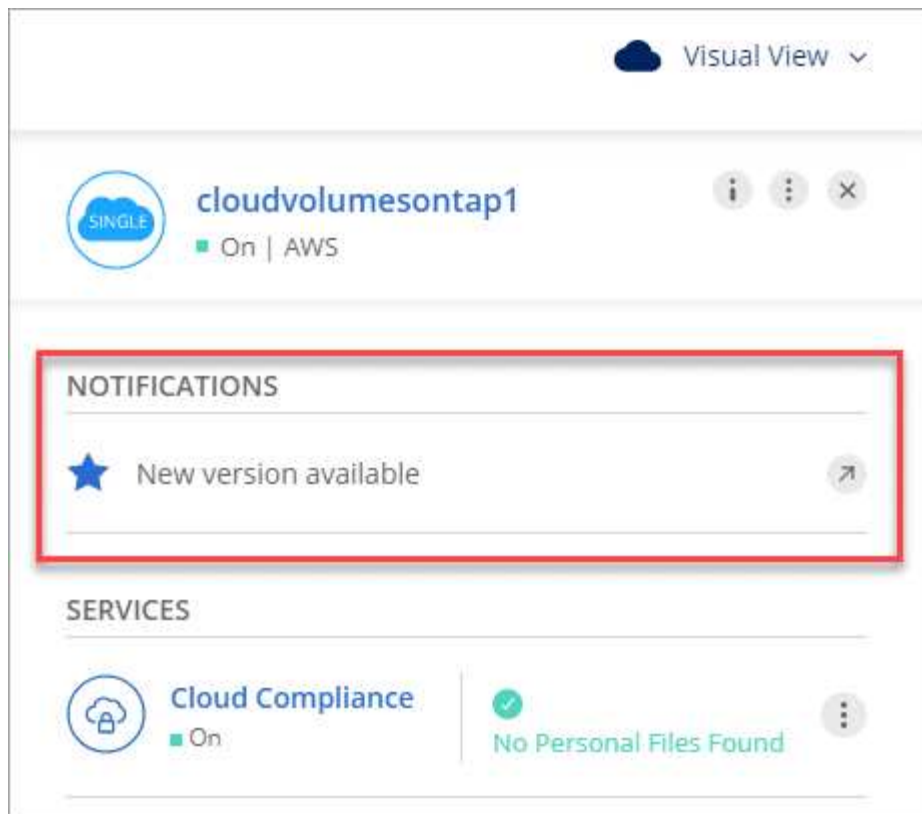 Visual View
SINGLE
cloudvolumesontap1
On | AWS
NOTIFICATIONS
New version available
SERVICES
Cloud Compliance
On
No Personal Files Found